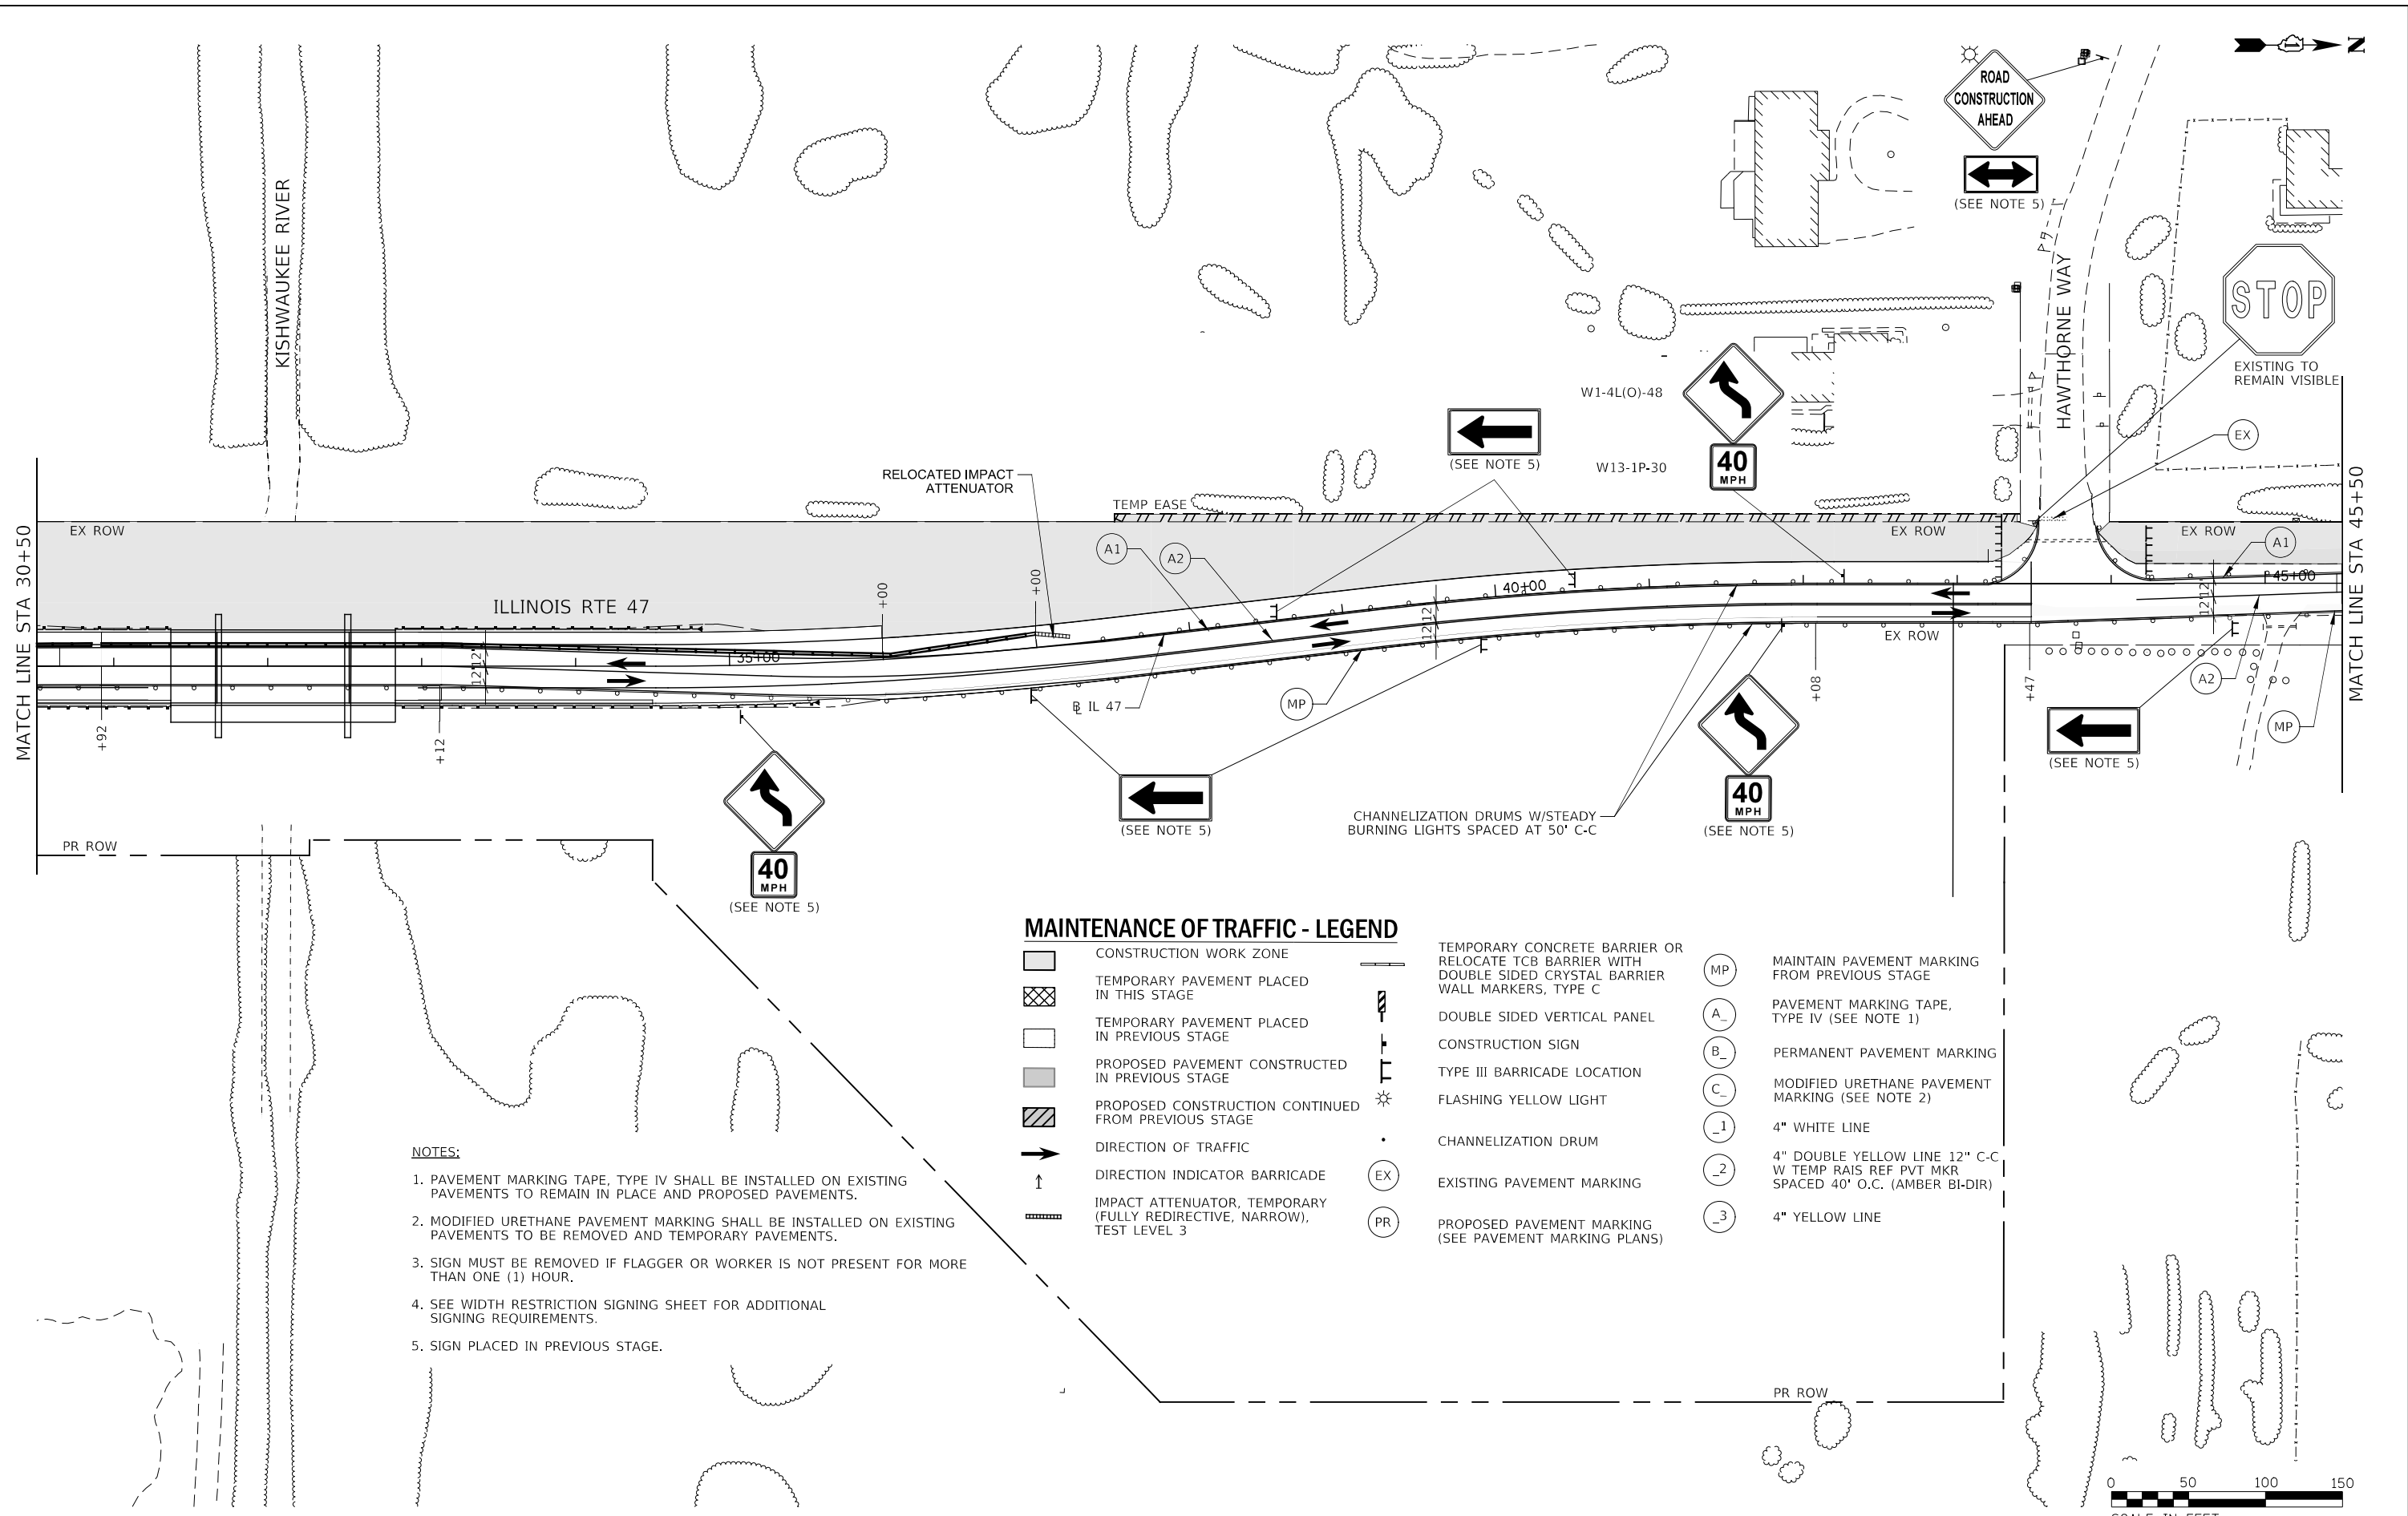 N
ROAD
CONSTRUCTION
AHEAD
(SEE NOTE 5)
KISHWAUKEE RIVER
HAWTHORNE WAY
STOP
EXISTING TO
REMAIN VISIBLE
EX
W1-4L(O)-48
W13-1P-30
40
MPH
(SEE NOTE 5)
RELOCATED IMPACT
ATTENUATOR
TEMP EASE
MATCH LINE STA 30+50
MATCH LINE STA 45+50
EX ROW
EX ROW
EX ROW
A1
A2
A1
ILLINOIS RTE 47
+00
+00
35+00
40+00
45+00
12'
12'
12'
12'
12'
12'
EX ROW
B IL 47
MP
A2
MP
+92
+12
+08
+47
40
MPH
(SEE NOTE 5)
(SEE NOTE 5)
CHANNELIZATION DRUMS W/STEADY
BURNING LIGHTS SPACED AT 50' C-C
40
MPH
(SEE NOTE 5)
(SEE NOTE 5)
PR ROW
MAINTENANCE OF TRAFFIC - LEGEND
CONSTRUCTION WORK ZONE
TEMPORARY PAVEMENT PLACED
IN THIS STAGE
TEMPORARY PAVEMENT PLACED
IN PREVIOUS STAGE
PROPOSED PAVEMENT CONSTRUCTED
IN PREVIOUS STAGE
PROPOSED CONSTRUCTION CONTINUED
FROM PREVIOUS STAGE
DIRECTION OF TRAFFIC
DIRECTION INDICATOR BARRICADE
IMPACT ATTENUATOR, TEMPORARY
(FULLY REDIRECTIVE, NARROW),
TEST LEVEL 3
TEMPORARY CONCRETE BARRIER OR
RELOCATE TCB BARRIER WITH
DOUBLE SIDED CRYSTAL BARRIER
WALL MARKERS, TYPE C
DOUBLE SIDED VERTICAL PANEL
CONSTRUCTION SIGN
TYPE III BARRICADE LOCATION
FLASHING YELLOW LIGHT
CHANNELIZATION DRUM
EX EXISTING PAVEMENT MARKING
PR PROPOSED PAVEMENT MARKING
(SEE PAVEMENT MARKING PLANS)
MP MAINTAIN PAVEMENT MARKING
FROM PREVIOUS STAGE
A_ PAVEMENT MARKING TAPE,
TYPE IV (SEE NOTE 1)
B_ PERMANENT PAVEMENT MARKING
C_ MODIFIED URETHANE PAVEMENT
MARKING (SEE NOTE 2)
_1 4" WHITE LINE
_2 4" DOUBLE YELLOW LINE 12" C-C
W TEMP RAIS REF PVT MKR
SPACED 40' O.C. (AMBER BI-DIR)
_3 4" YELLOW LINE
NOTES:
1. PAVEMENT MARKING TAPE, TYPE IV SHALL BE INSTALLED ON EXISTING
PAVEMENTS TO REMAIN IN PLACE AND PROPOSED PAVEMENTS.
2. MODIFIED URETHANE PAVEMENT MARKING SHALL BE INSTALLED ON EXISTING
PAVEMENTS TO BE REMOVED AND TEMPORARY PAVEMENTS.
3. SIGN MUST BE REMOVED IF FLAGGER OR WORKER IS NOT PRESENT FOR MORE
THAN ONE (1) HOUR.
4. SEE WIDTH RESTRICTION SIGNING SHEET FOR ADDITIONAL
SIGNING REQUIREMENTS.
5. SIGN PLACED IN PREVIOUS STAGE.
PR ROW
0 50 100 150